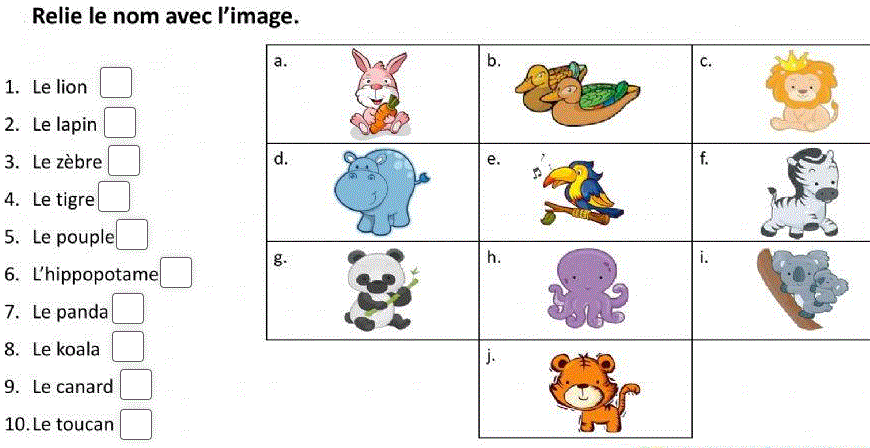 Relie le nom avec l'image.
1. Le lion
2. Le lapin
3. Le zèbre
4. Le tigre
5. Le pouple
6. L'hippopotame
7. Le panda
8. Le koala
9. Le canard
10. Le toucan
a. b. c.
d. e. f.
g. h. i.
j.